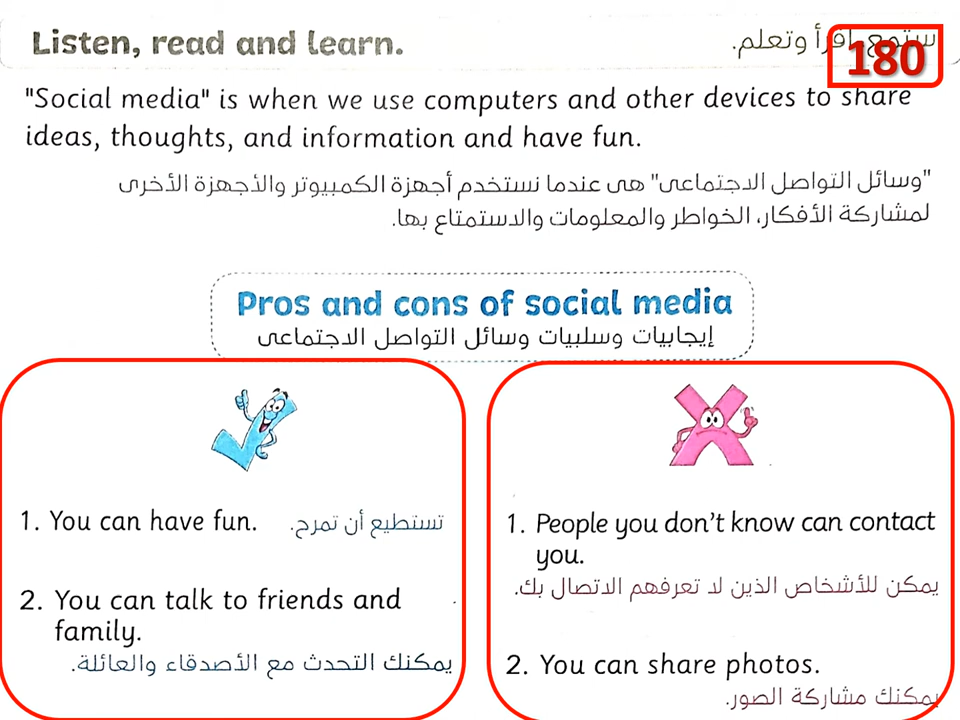 Listen, read and learn.
ستمع، اقرأ وتعلم.
180
"Social media" is when we use computers and other devices to share
ideas, thoughts, and information and have fun.
"وسائل التواصل الاجتماعى" هى عندما نستخدم أجهزة الكمبيوتر والأجهزة الأخرى
لمشاركة الأفكار، الخواطر والمعلومات والاستمتاع بها.
Pros and cons of social media
إيجابيات وسلبيات وسائل التواصل الاجتماعى
1. You can have fun. تستطيع أن تمرح.
2. You can talk to friends and
family.
يمكنك التحدث مع الأصدقاء والعائلة.
1. People you don't know can contact
you.
يمكن للأشخاص الذين لا تعرفهم الاتصال بك.
2. You can share photos.
يمكنك مشاركة الصور.